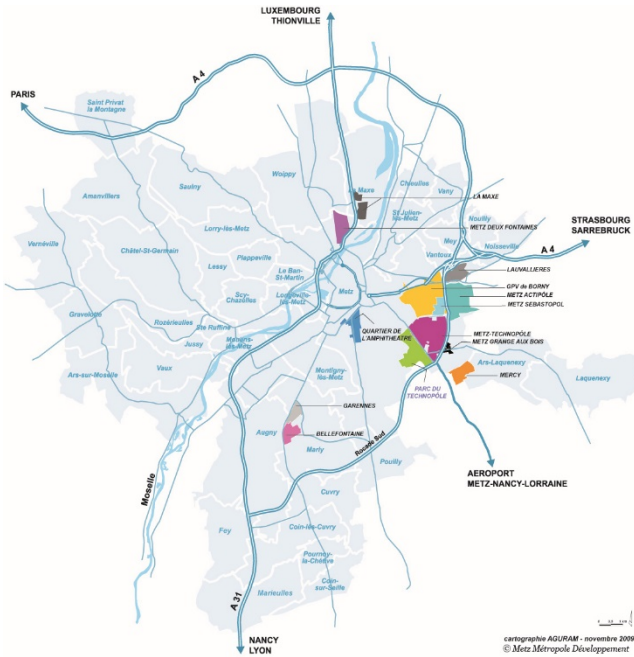 LUXEMBOURG
THIONVILLE
A 4
PARIS
Saint Privat
la Montagne
Woippy
La Maxe
Chieulles
Vany
LA MAXE
Saulny
Amanvillers
St Julien
les-Metz
Nouilly
METZ DEUX FONTAINES
STRASBOURG
SARREBRUCK
Lorry-lès-Metz
Mey
Noisseville
A 4
Vernéville
Châtel-St-Germain
Plappeville
Vantoux
LAUVALLIERES
Lessy
Le Ban
St-Martin
GPV de BORNY
Scy-
Chazelles
Longeville-
lès-Metz
Metz
METZ ACTIPÔLE
METZ SEBASTOPOL
Gravelotte
Rozérieulles
Ste Ruffine
Moulins
lès-Metz
QUARTIER DE
L'AMPHITHEATRE
METZ-TECHNOPÔLE
METZ GRANGE AUX BOIS
Jussy
Ars-Laquenexy
Vaux
Montigny-
lès-Metz
PARC DU
TECHNOPÔLE
MERCY
Laquenexy
Ars-sur-Moselle
GARENNES
Augny
BELLEFONTAINE
Marly
Rocade Sud
Pouilly
AEROPORT
METZ-NANCY-LORRAINE
Moselle
Cuvry
Coin-lès-Cuvry
Pournoy-
la-Chétive
Coin-
sur-Seille
Marieulles
A 31
NANCY
LYON
cartographie AGURAM - novembre 2009
© Metz Métropole Développement